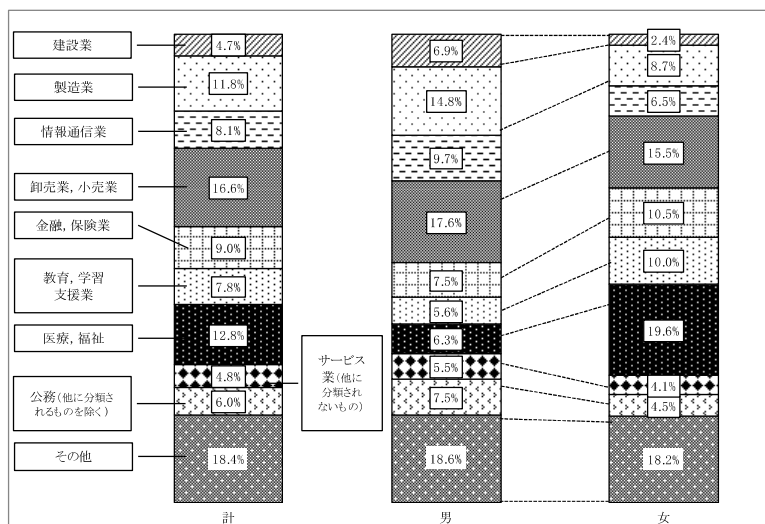 建設業
製造業
情報通信業
卸売業, 小売業
金融, 保険業
教育, 学習
支援業
医療, 福祉
公務(他に分類さ
れるものを除く)
その他
4.7%
11.8%
8.1%
16.6%
9.0%
7.8%
12.8%
4.8%
6.0%
18.4%
計
サービス
業(他に
分類され
ないもの)
6.9%
14.8%
9.7%
17.6%
7.5%
5.6%
6.3%
5.5%
7.5%
18.6%
男
2.4%
8.7%
6.5%
15.5%
10.5%
10.0%
19.6%
4.1%
4.5%
18.2%
女